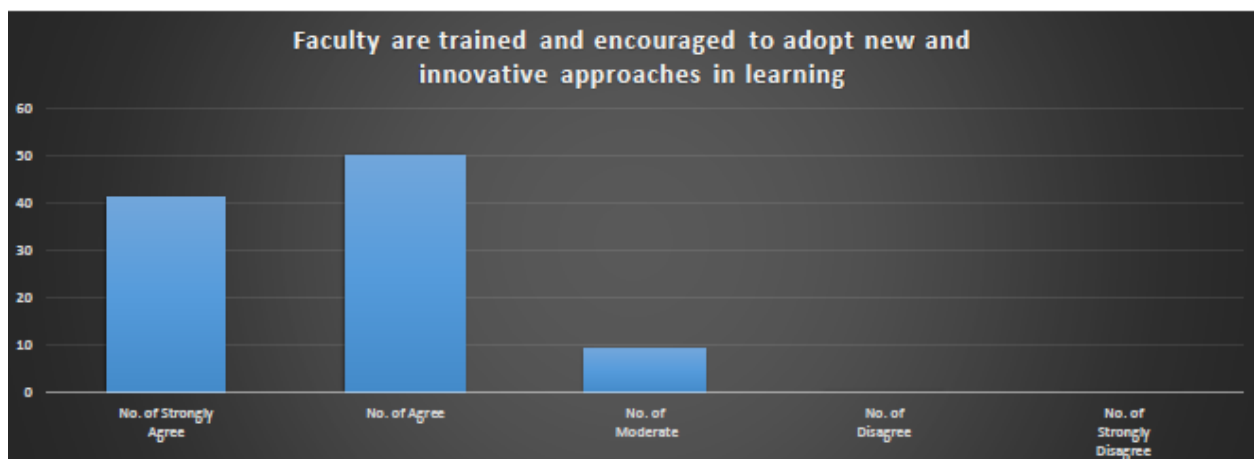 Faculty are trained and encouraged to adopt new and
innovative approaches in learning
60
50
40
30
20
10
0
No. of Strongly
Agree
No. of Agree
No. of
Moderate
No. of
Disagree
No. of
Strongly
Disagree